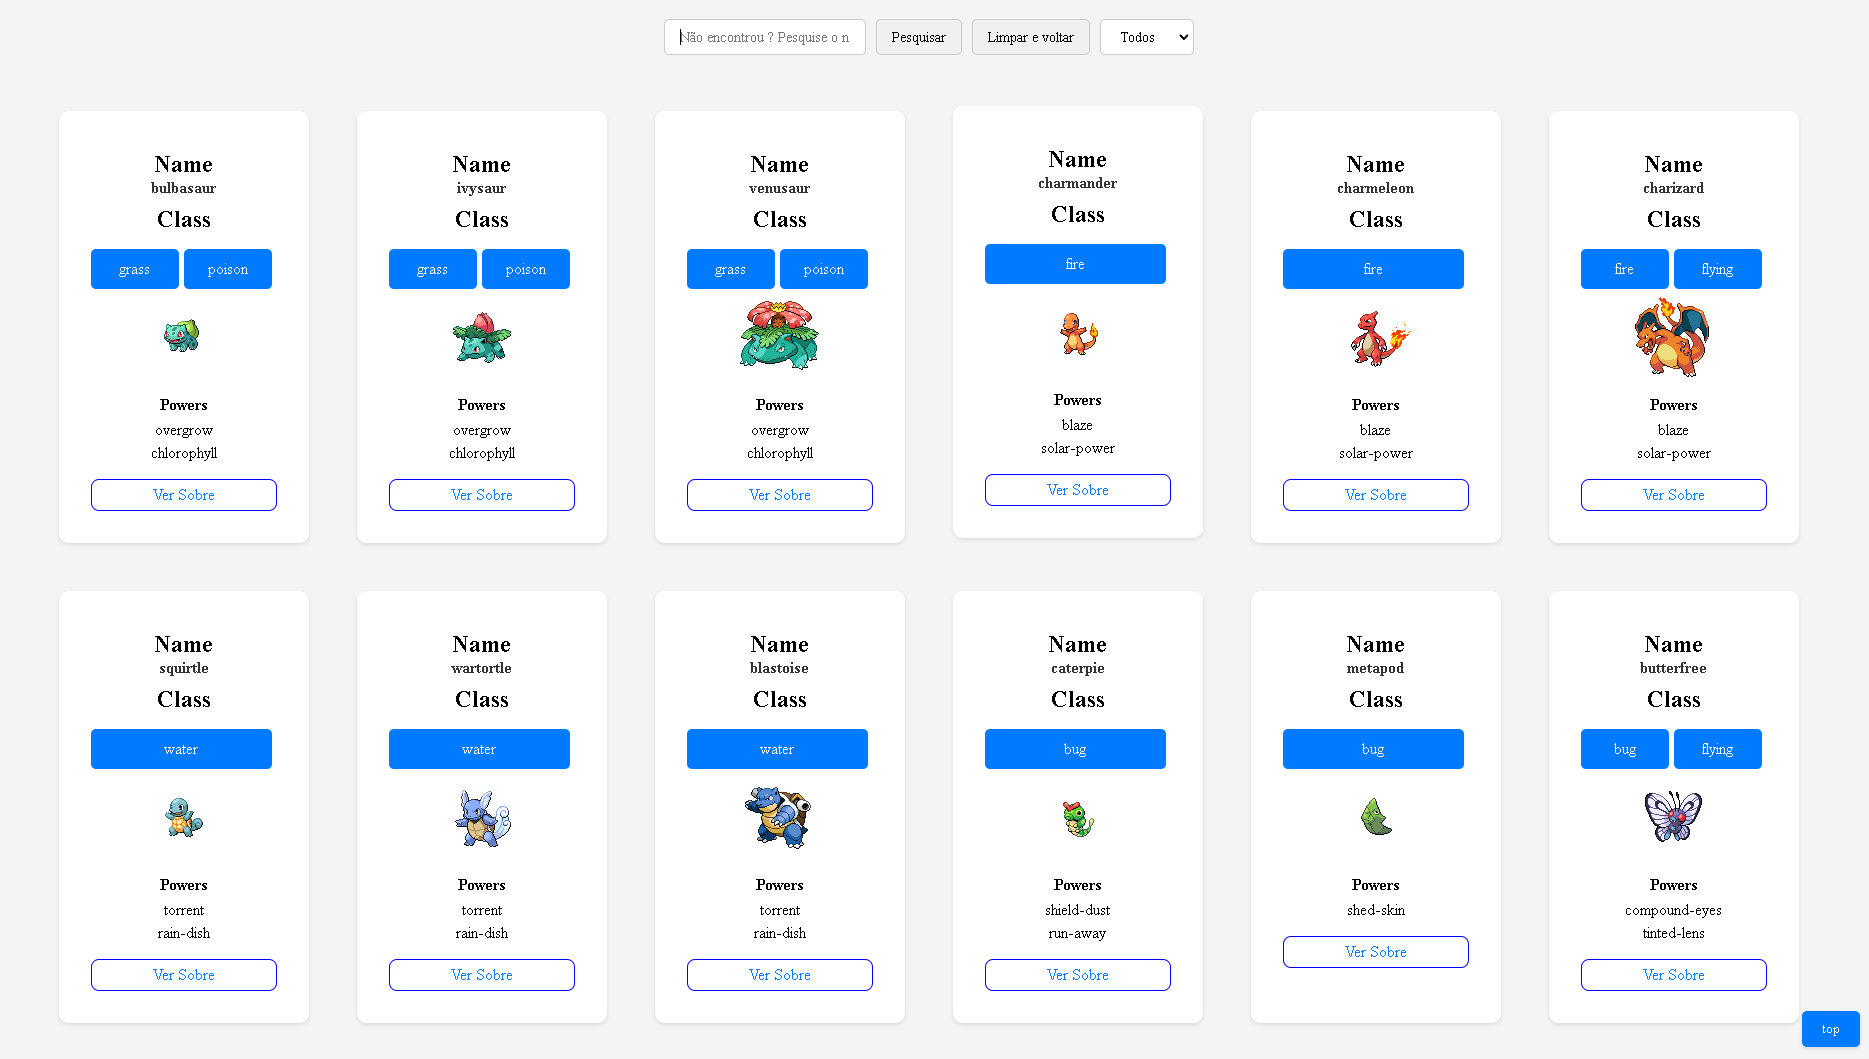 Não encontrou ? Pesquise o n
Pesquisar
Limpar e voltar
Todos
Name
bulbasaur
Class
grass poison
Powers
overgrow
chlorophyll
Ver Sobre
Name
ivysaur
Class
grass poison
Powers
overgrow
chlorophyll
Ver Sobre
Name
venusaur
Class
grass poison
Powers
overgrow
chlorophyll
Ver Sobre
Name
charmander
Class
fire
Powers
blaze
solar-power
Ver Sobre
Name
charmeleon
Class
fire
Powers
blaze
solar-power
Ver Sobre
Name
charizard
Class
fire flying
Powers
blaze
solar-power
Ver Sobre
Name
squirtle
Class
water
Powers
torrent
rain-dish
Ver Sobre
Name
wartortle
Class
water
Powers
torrent
rain-dish
Ver Sobre
Name
blastoise
Class
water
Powers
torrent
rain-dish
Ver Sobre
Name
caterpie
Class
bug
Powers
shield-dust
run-away
Ver Sobre
Name
metapod
Class
bug
Powers
shed-skin
Ver Sobre
Name
butterfree
Class
bug flying
Powers
compound-eyes
tinted-lens
Ver Sobre
top